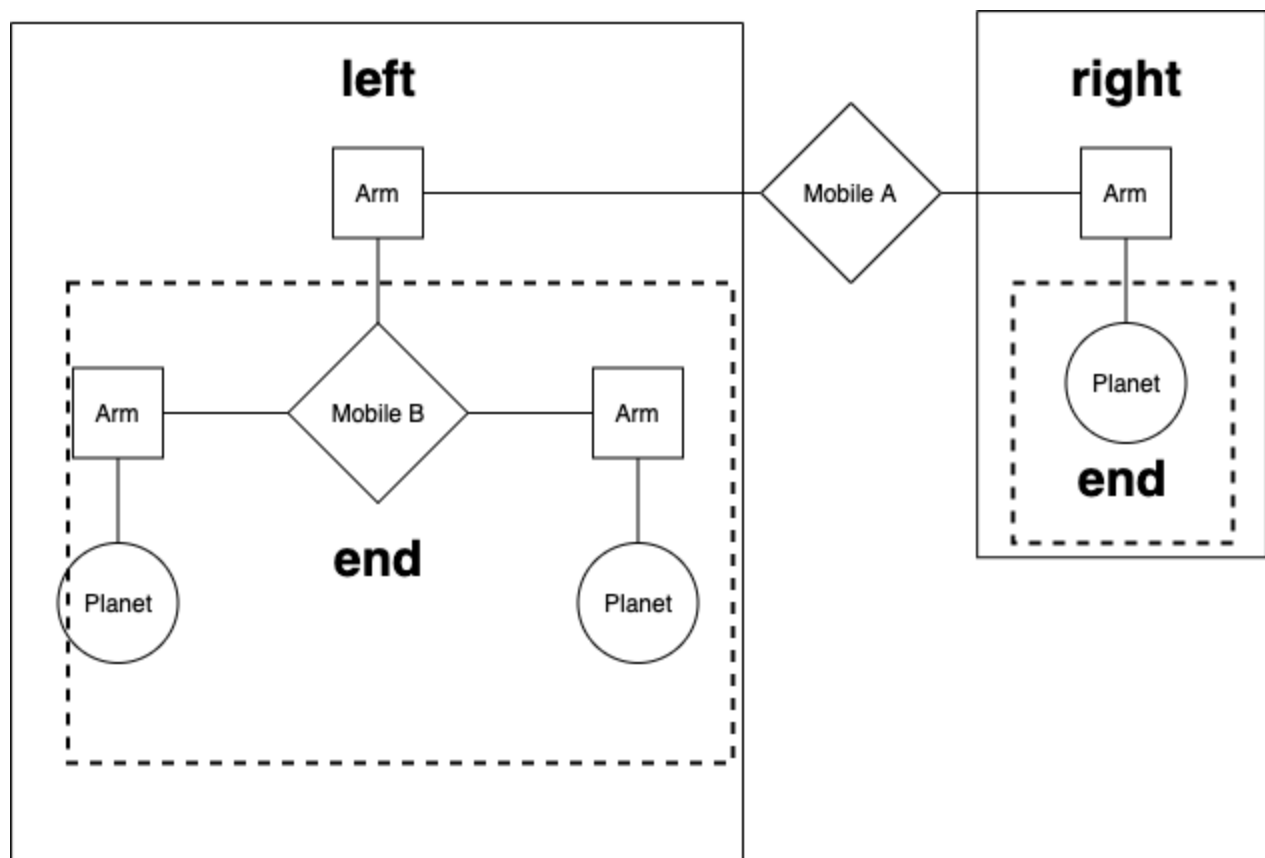 left
right
Arm
Mobile A
Arm
Planet
Arm
Mobile B
Arm
end
end
Planet
Planet